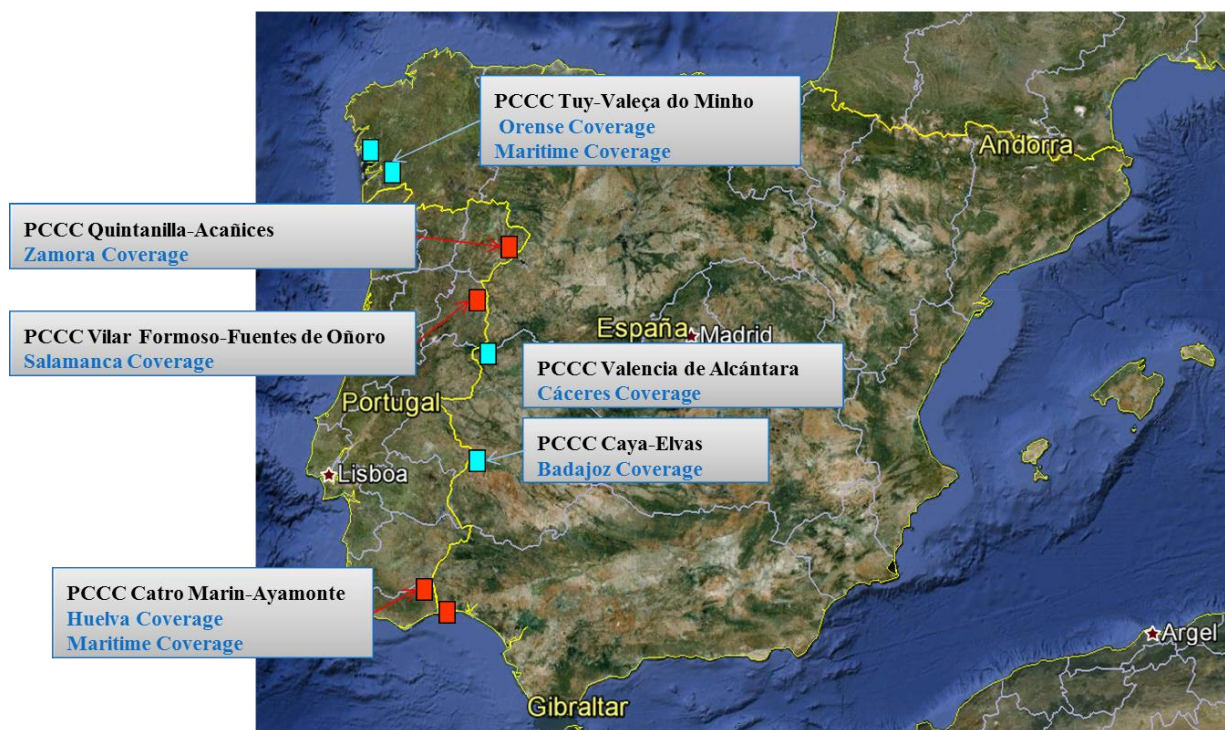 PCCC Tuy-Valeça do Minho
Orense Coverage
Maritime Coverage
Andorra
PCCC Quintanilla-Acañices
Zamora Coverage
PCCC Vilar Formoso-Fuentes de Oñoro
Salamanca Coverage
España
Madrid
PCCC Valencia de Alcántara
Cáceres Coverage
Portugal
PCCC Caya-Elvas
Badajoz Coverage
Lisboa
PCCC Catro Marin-Ayamonte
Huelva Coverage
Maritime Coverage
Argel
Gibraltar